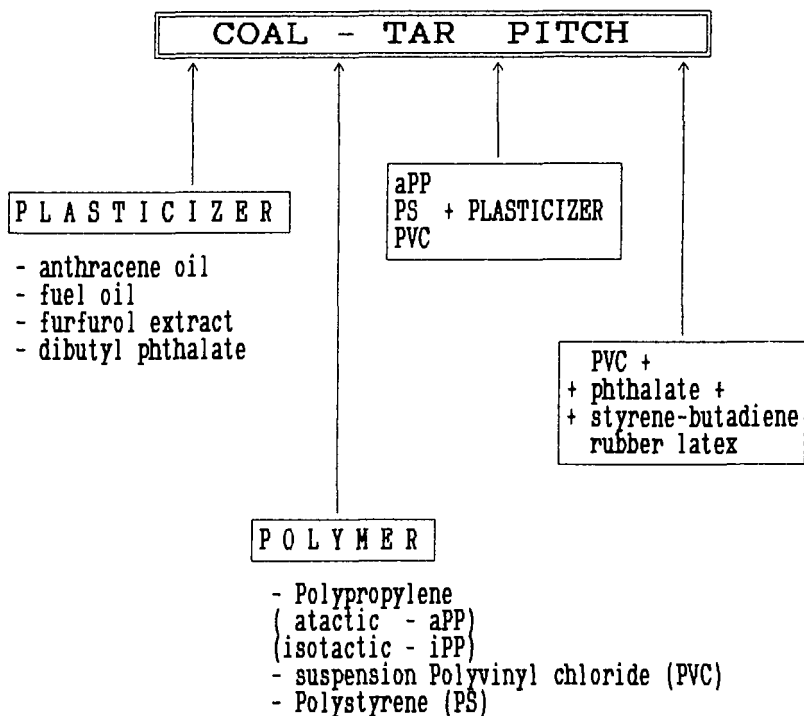 COAL - TAR PITCH
PLASTICIZER
- anthracene oil
- fuel oil
- furfurol extract
- dibutyl phthalate
aPP
PS + PLASTICIZER
PVC
PVC +
+ phthalate +
+ styrene-butadiene
rubber latex
POLYMER
- Polypropylene
( atactic - aPP)
(isotactic - iPP)
- suspension Polyvinyl chloride (PVC)
- Polystyrene (PS)